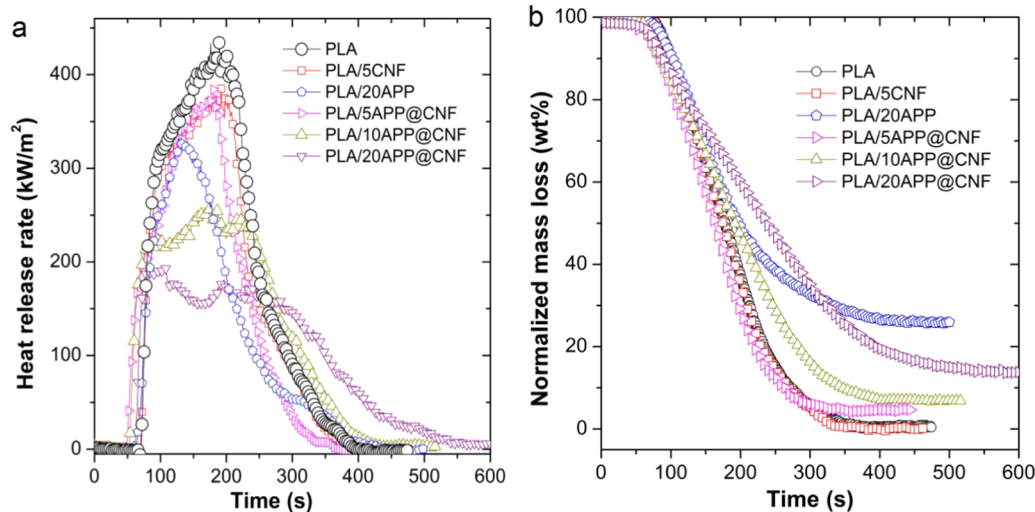 a
Heat release rate (kW/m²)
400
300
200
100
0
PLA
PLA/5CNF
PLA/20APP
PLA/5APP@CNF
PLA/10APP@CNF
PLA/20APP@CNF
0 100 200 300 400 500 600
Time (s)
b
Normalized mass loss (wt%)
100
80
60
40
20
0
PLA
PLA/5CNF
PLA/20APP
PLA/5APP@CNF
PLA/10APP@CNF
PLA/20APP@CNF
0 100 200 300 400 500 600
Time (s)